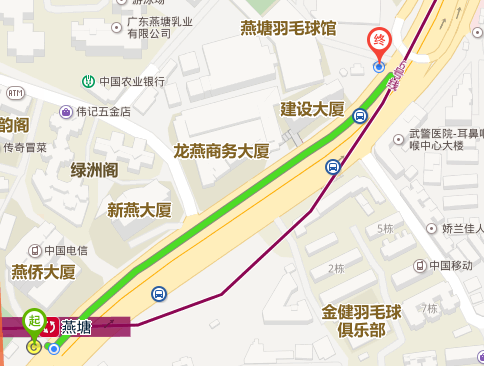 游泳场
广东燕塘乳业
有限公司
燕塘羽毛球馆
终
中国农业银行
ATM
伟记五金店
建设大厦
韵阁
传奇冒菜
绿洲阁
龙燕商务大厦
武警医院-耳鼻喉
喉中心大楼
新燕大厦
5栋
娇兰佳人
中国电信
2栋
中国移动
燕侨大厦
金健羽毛球
俱乐部
7栋
起
燕塘
C